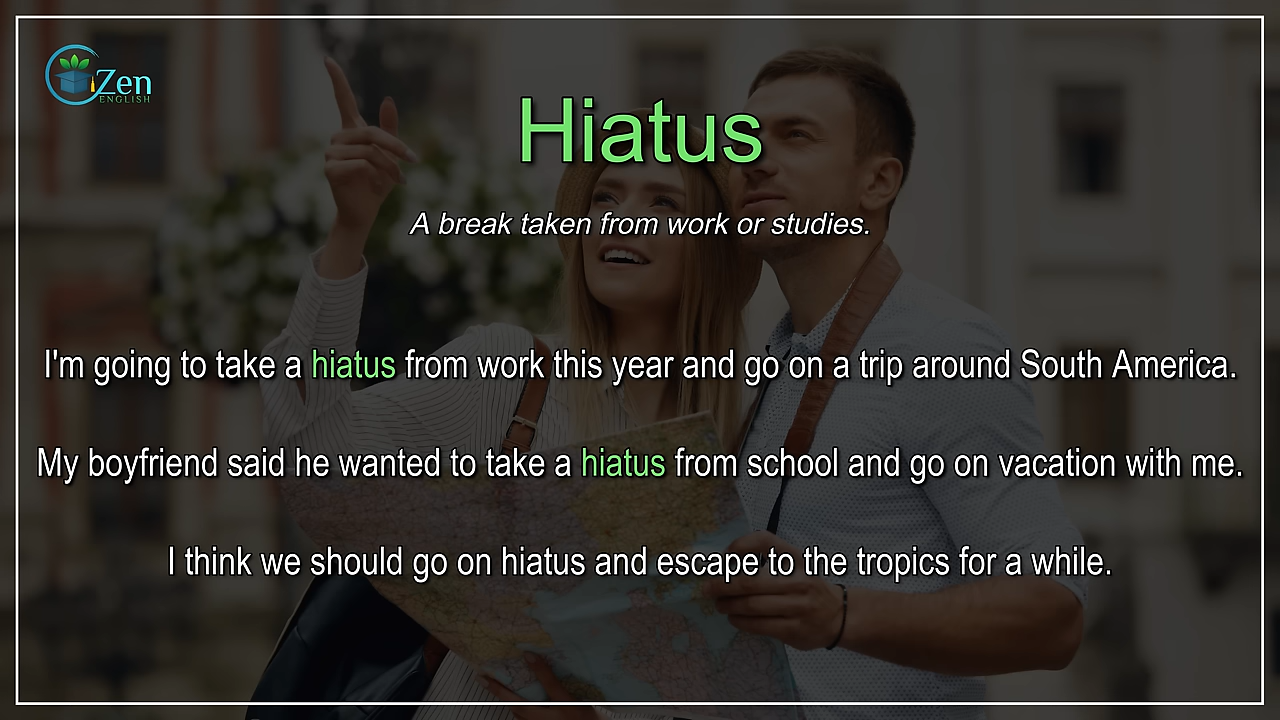 Zen
ENGLISH
Hiatus
A break taken from work or studies.
I'm going to take a hiatus from work this year and go on a trip around South America.
My boyfriend said he wanted to take a hiatus from school and go on vacation with me.
I think we should go on hiatus and escape to the tropics for a while.